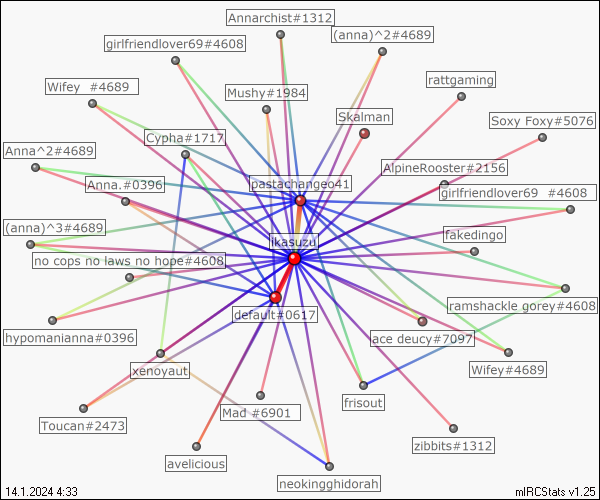 Annarchist#1312
(anna)^2#4689
girlfriendlover69#4608
rattgaming
Wifey  #4689
Mushy#1984
Skalman
Soxy Foxy#5076
Cypha#1717
Anna^2#4689
AlpineRooster#2156
Anna.#0396
pastachangeo41
girlfriendlover69  #4608
(anna)^3#4689
ikasuzu
fakedingo
no cops no laws no hope#4608
ramshackle gorey#4608
default#0617
hypomanianna#0396
ace deucy#7097
xenoyaut
Wifey#4689
frisout
Mad #6901
Toucan#2473
zibbits#1312
avelicious
neokingghidorah
14.1.2024 4:33
mIRCStats v1.25